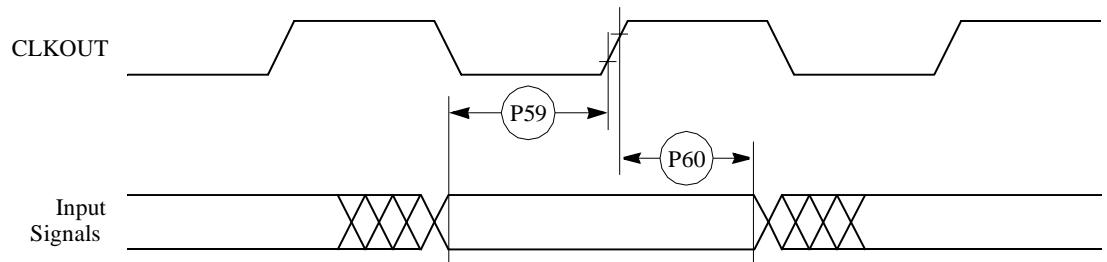 CLKOUT
P59
P60
Input
Signals